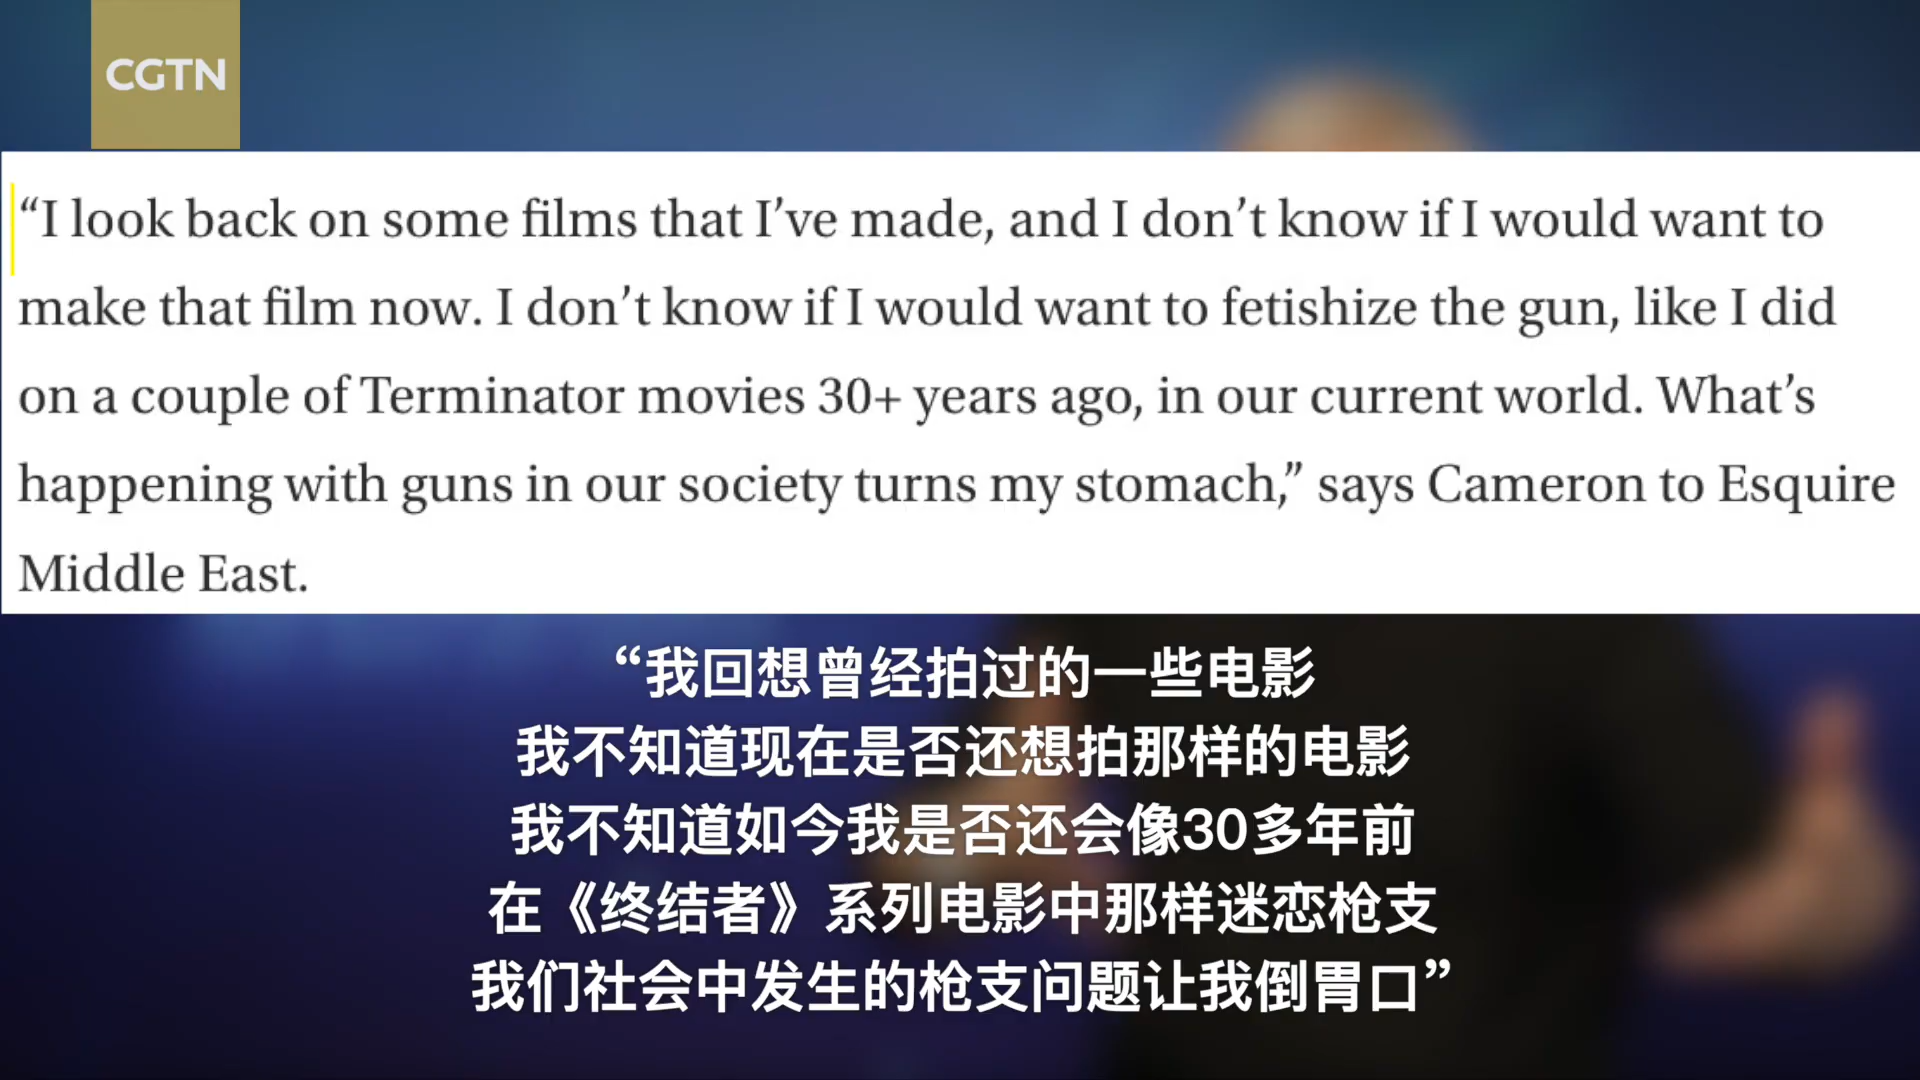 CGTN
“I look back on some films that I’ve made, and I don’t know if I would want to
make that film now. I don’t know if I would want to fetishize the gun, like I did
on a couple of Terminator movies 30+ years ago, in our current world. What’s
happening with guns in our society turns my stomach,” says Cameron to Esquire
Middle East.
“我回想曾经拍过的一些电影
我不知道现在是否还想拍那样的电影
我不知道如今我是否还会像30多年前
在《终结者》系列电影中那样迷恋枪支
我们社会中发生的枪支问题让我倒胃口”